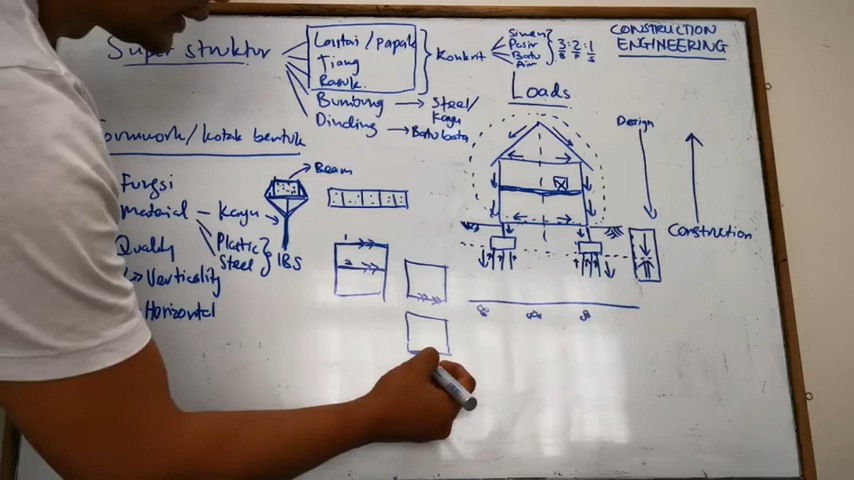 Super struktur
Lantai / papak
Tiang
Rasuk
Konkrit
Simen
Pasir
Batu
Air
3:2:1
B P S
CONSTRUCTION
ENGINEERING
Bumbung → Steel/
Kayu
Dinding → Batu bata
Loads
Formwork / kotak bentuk
Fungsi
Material – Kayu
Plastic
Steel
IBS
Beam
Quality
↳ Verticality
Horizontal
1
2
Design
Construction